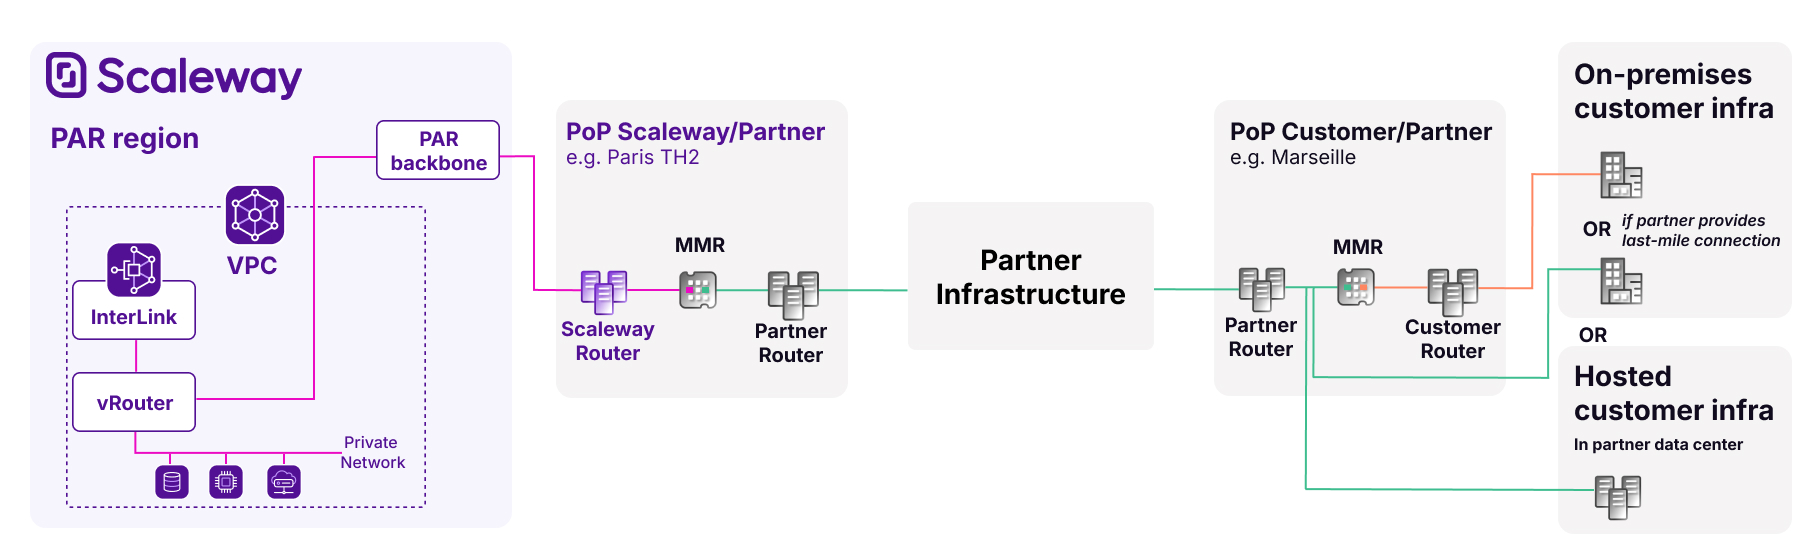 Scaleway
PAR region
PAR
backbone
VPC
InterLink
vRouter
Private
Network
PoP Scaleway/Partner
e.g. Paris TH2
MMR
Scaleway
Router
Partner
Router
Partner
Infrastructure
PoP Customer/Partner
e.g. Marseille
MMR
Partner
Router
Customer
Router
On-premises
customer infra
OR
if partner provides
last-mile connection
OR
Hosted
customer infra
In partner data center